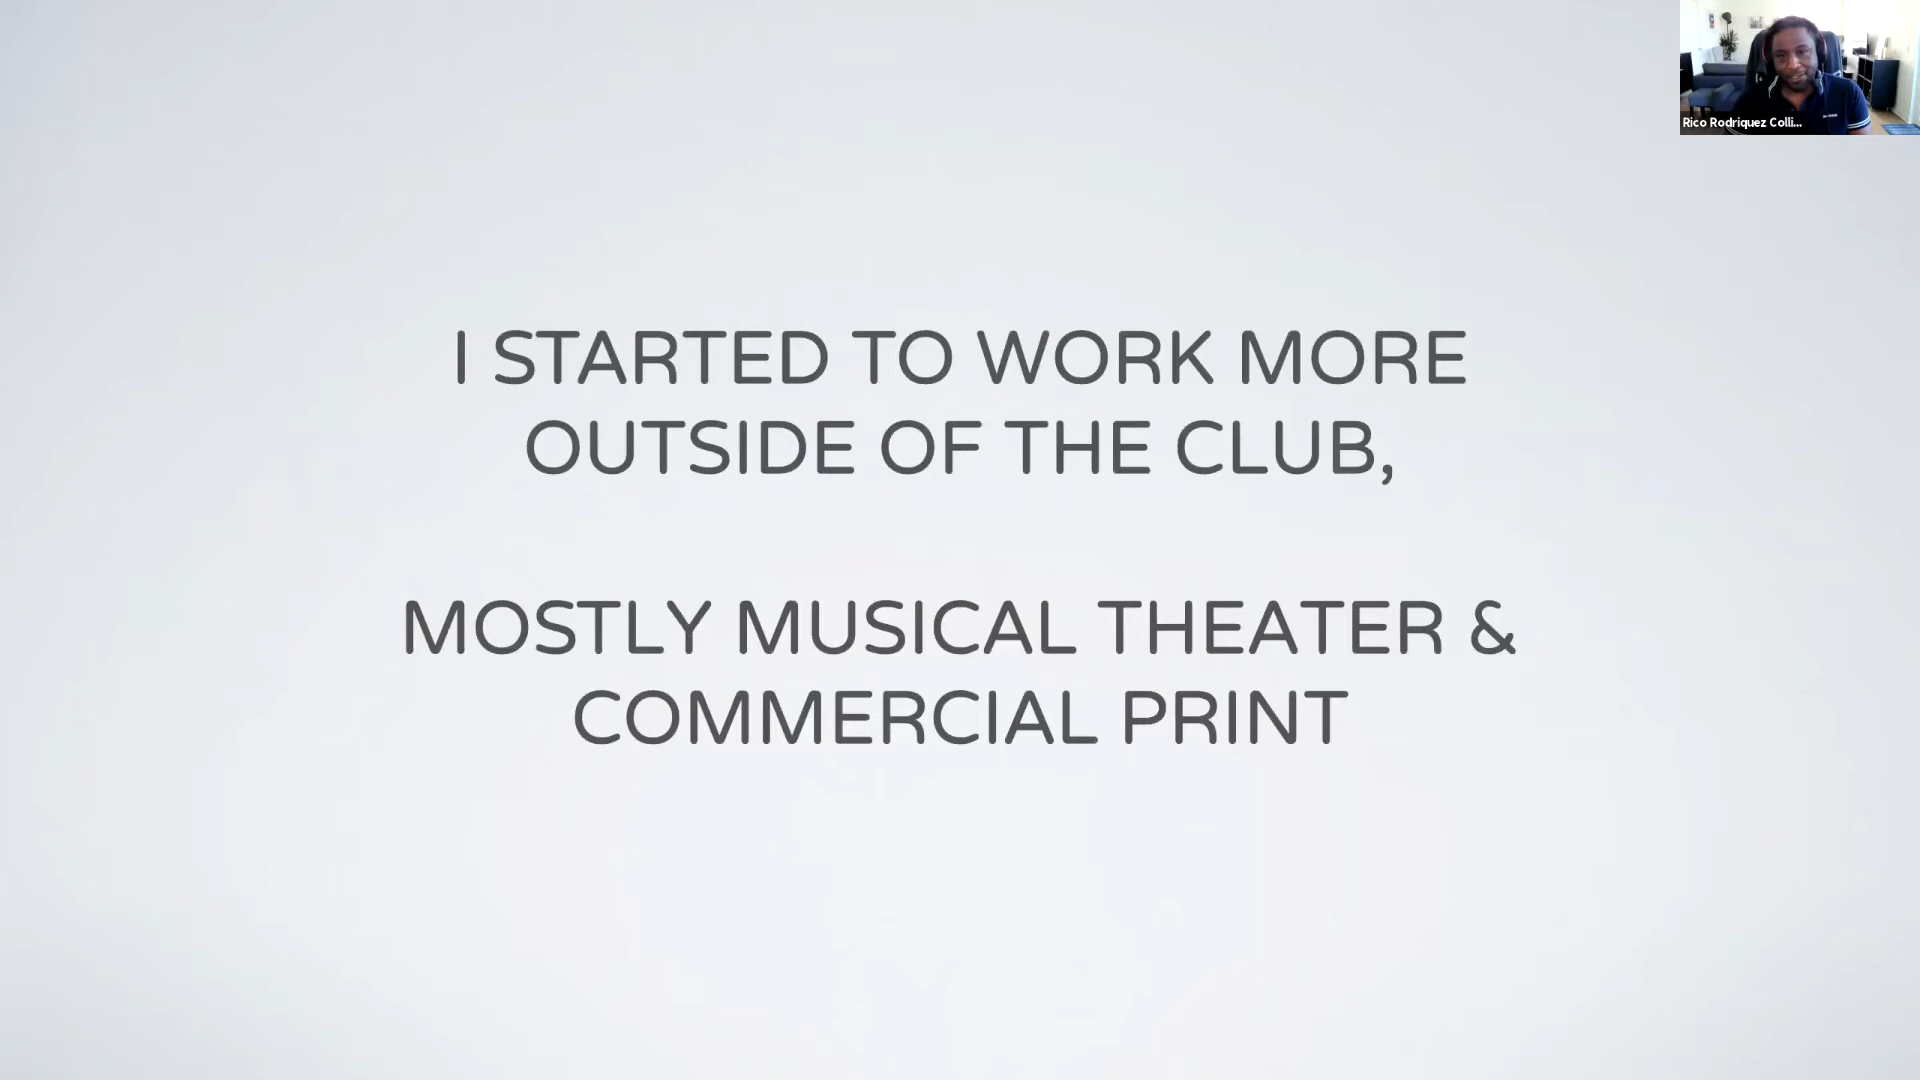 Rico Rodriquez Colli...
I STARTED TO WORK MORE
OUTSIDE OF THE CLUB,
MOSTLY MUSICAL THEATER &
COMMERCIAL PRINT